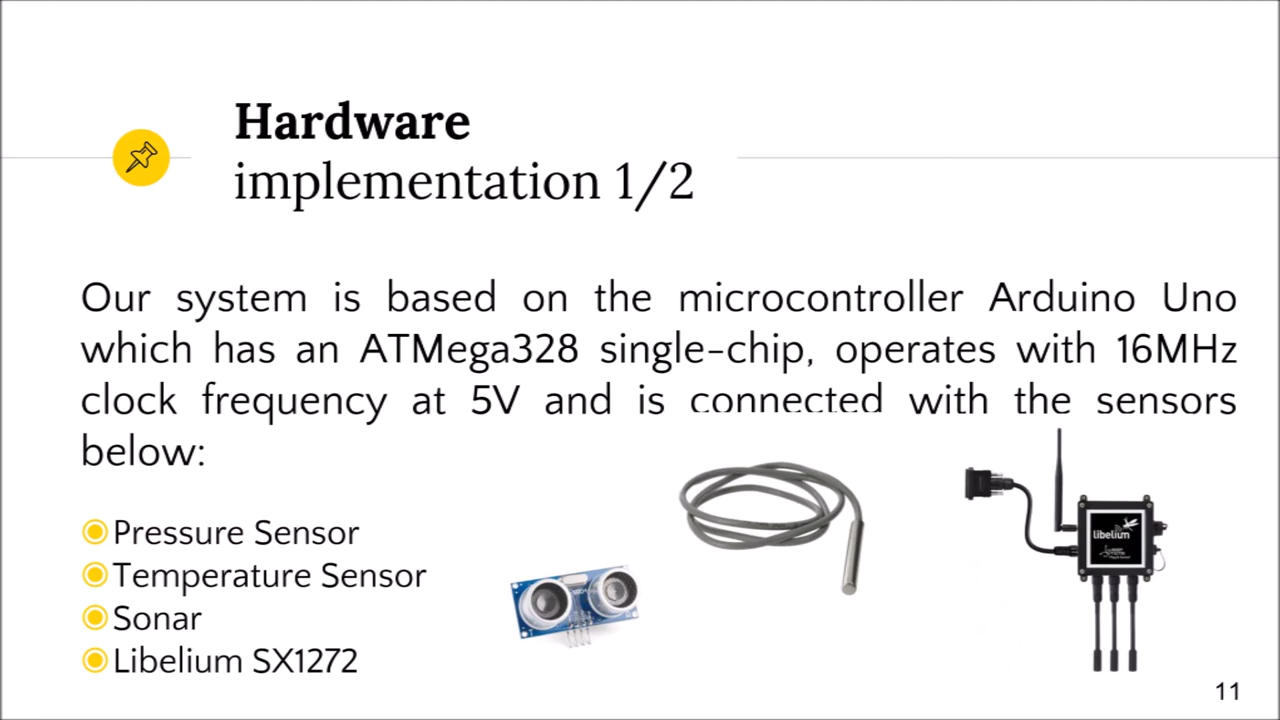 Hardware
implementation 1/2
Our system is based on the microcontroller Arduino Uno
which has an ATMega328 single-chip, operates with 16MHz
clock frequency at 5V and is connected with the sensors
below:
Pressure Sensor
Temperature Sensor
Sonar
Libelium SX1272
libelium
11